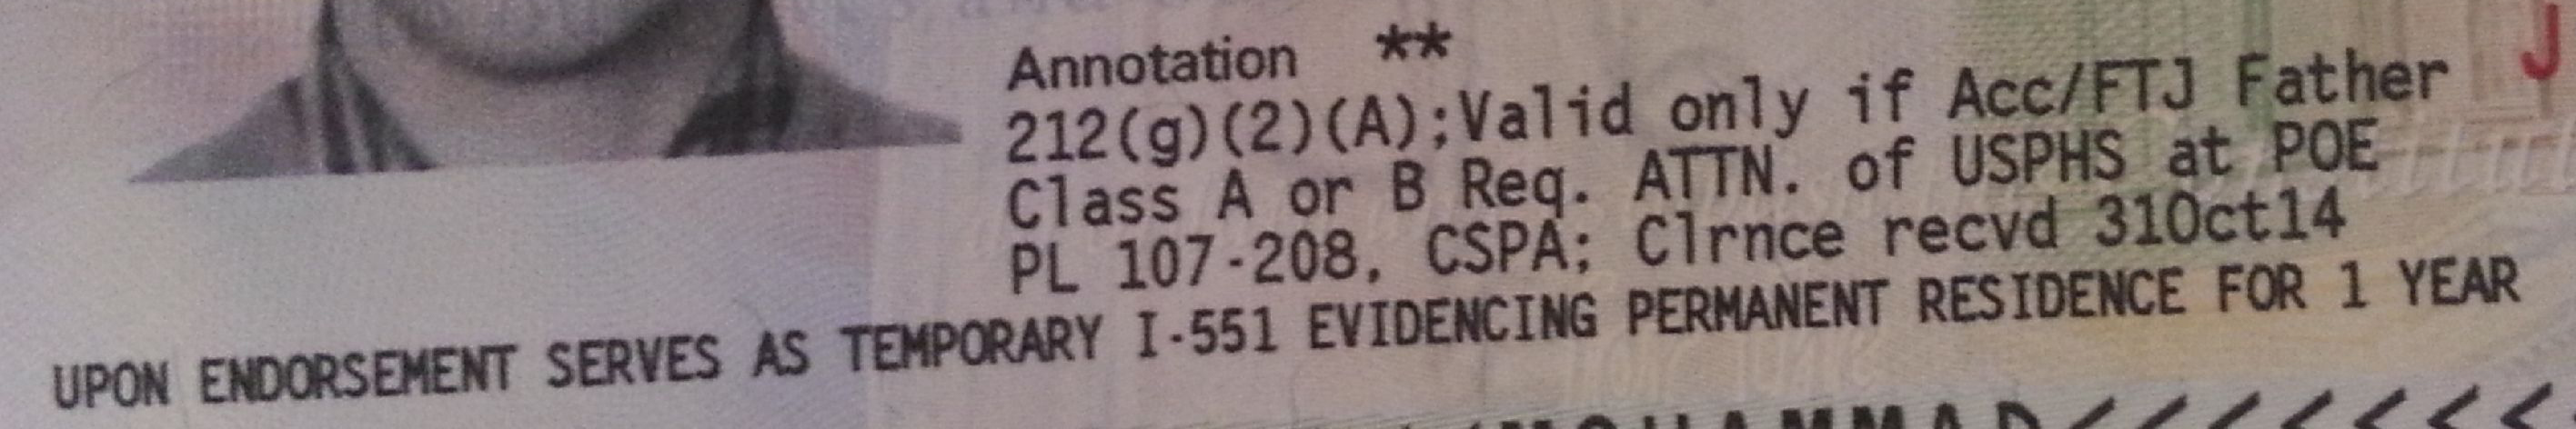 Annotation **
212(g)(2)(A);Valid only if Acc/FTJ Father
Class A or B Req. ATTN. of USPHS at POE
PL 107-208, CSPA; Clrnce recvd 31Oct14
UPON ENDORSEMENT SERVES AS TEMPORARY I-551 EVIDENCING PERMANENT RESIDENCE FOR 1 YEAR
MOHAMMAD<<<<<<<
J